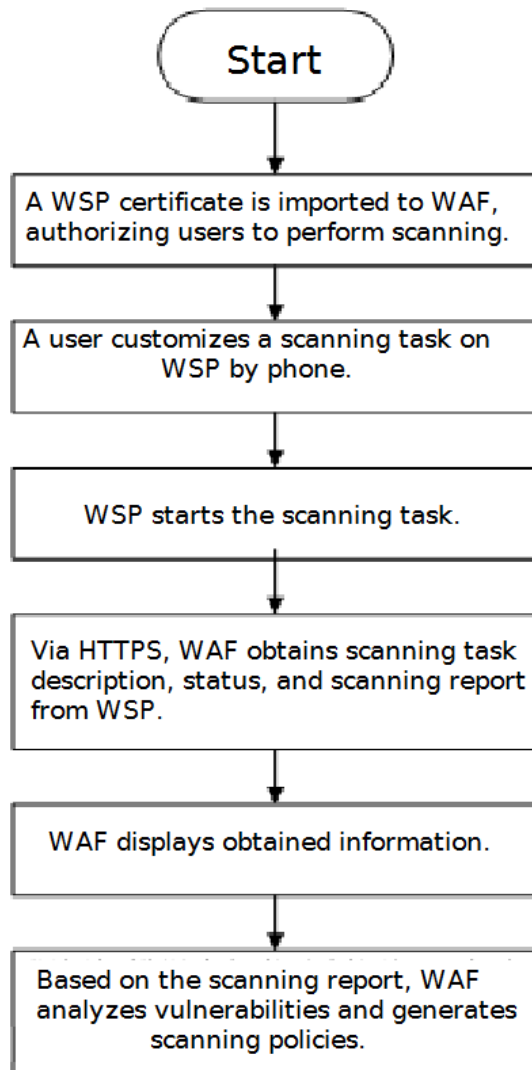 Start
A WSP certificate is imported to WAF,
authorizing users to perform scanning.
A user customizes a scanning task on
WSP by phone.
WSP starts the scanning task.
Via HTTPS, WAF obtains scanning task
description, status, and scanning report
from WSP.
WAF displays obtained information.
Based on the scanning report, WAF
analyzes vulnerabilities and generates
scanning policies.